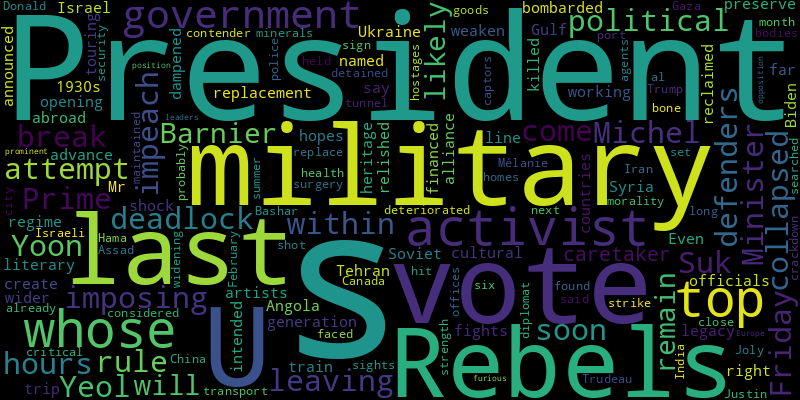 Donald Israel government Ukraine goods Gaza preserve
announced President bombarded month
touring security contender minerals likely weaken Gulf political bodies
dampened named sign hostages killed port
1930s police detained say captors agents reclaimed far
opening replacement held tunnel working al Trump Biden
abroad impeach position bone opposition
break Barnier hopes line come Michel defenders
prominent advance maintained military heritage relished financed alliance Minister collapsed
attempt probably replace countries set searched
Mr summer health surgery Mélanie homes Iran Syria morality
Prime shock deteriorated next long
city regime deadlock Bashar within activist Even crackdown
Israeli Hama shot Soviet cultural caretaker
Yoon Assad last February S vote Suk officials
literary widening Tehran hit six found top
create imposing Canada offices said strike
wider artists Angola diplomat remain close
already considered U generation fights legacy Europe
whose intended faced Rebels soon Friday
critical China train strength India Joly
hours rule sights right
trip Yeol will leaving furious Trudeau
transport leaders Justin